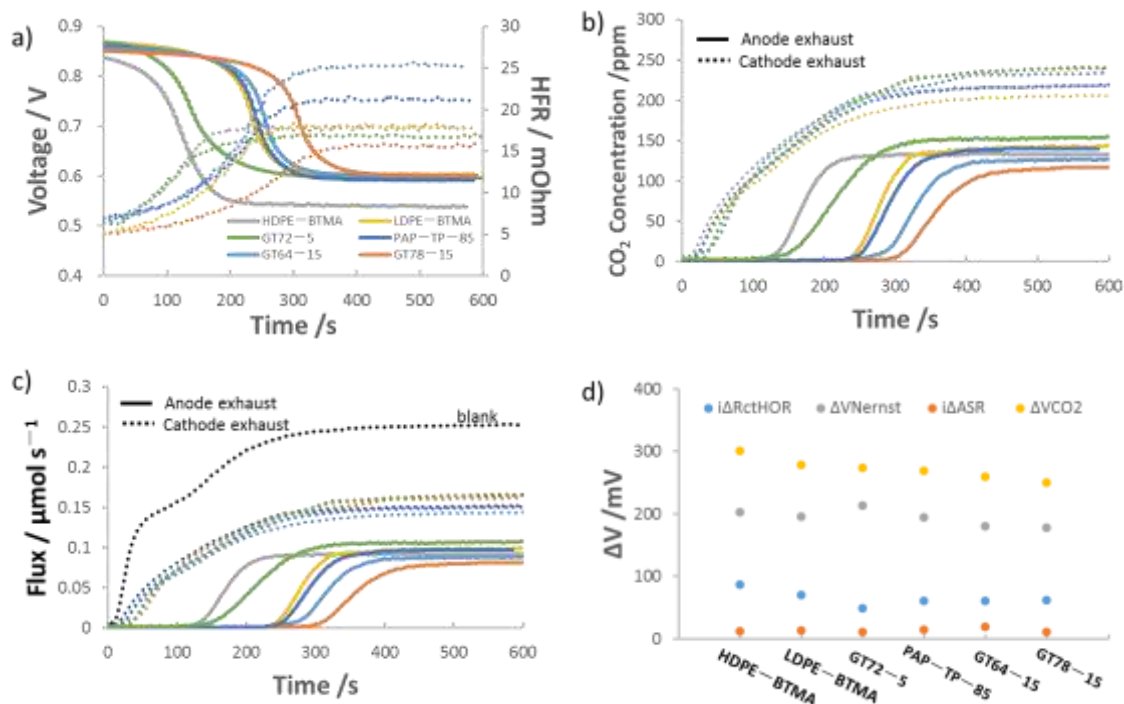 a)
0.9
0.8
0.7
0.6
0.5
0.4
Voltage / V
30
25
20
15
10
5
0
HFR / mOhm
HDPE—BTMA LDPE—BTMA
GT72—5 PAP—TP—85
GT64—15 GT78—15
0 100 200 300 400 500 600
Time /s
b)
300
250
200
150
100
50
0
CO2 Concentration /ppm
Anode exhaust
Cathode exhaust
0 200 400 600
Time /s
c)
0.3
0.25
0.2
0.15
0.1
0.05
0
Flux / μmol s⁻¹
Anode exhaust
Cathode exhaust
blank
0 100 200 300 400 500 600
Time /s
d)
400
300
200
100
0
ΔV /mV
iΔRctHOR ΔVNernst iΔASR ΔVCO2
HDPE—BTMA
LDPE—BTMA
GT72—5
PAP—TP—85
GT64—15
GT78—15